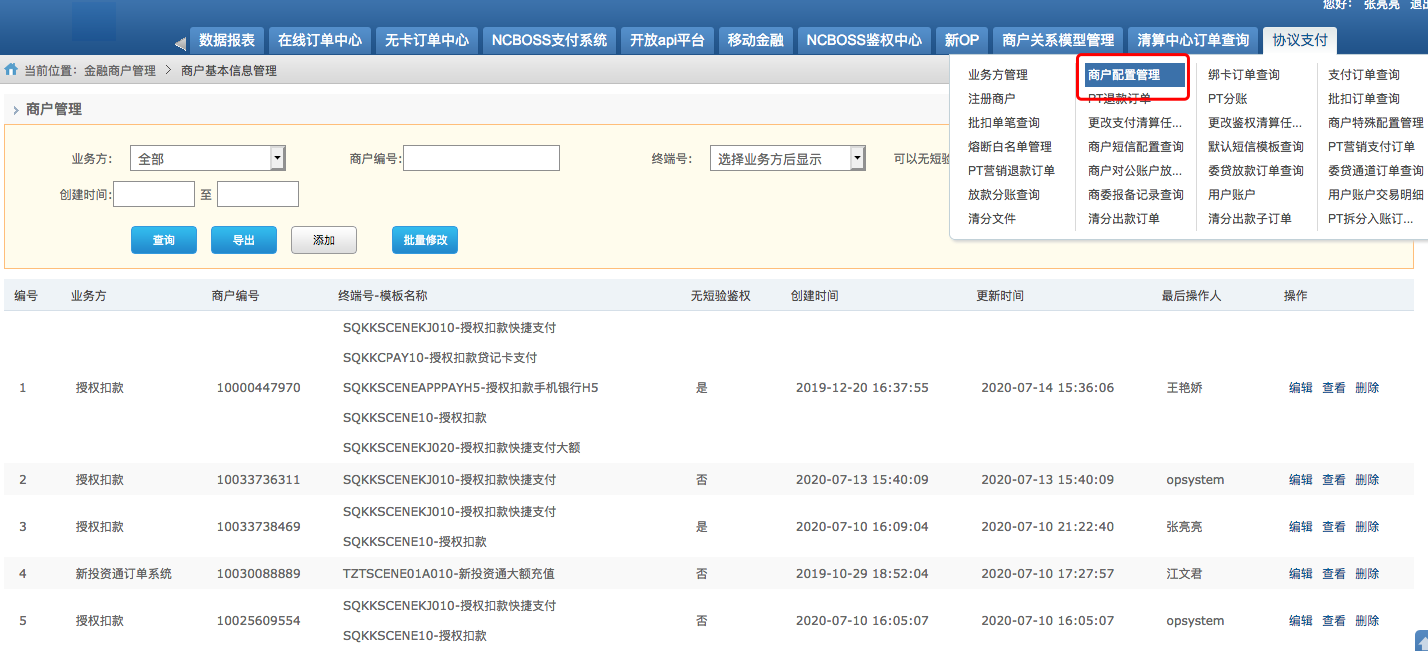 您好： 张亮亮 退出
数据报表 在线订单中心 无卡订单中心 NCBOSS支付系统 开放api平台 移动金融 NCBOSS鉴权中心 新OP 商户关系模型管理 清算中心订单查询 协议支付
当前位置：金融商户管理 > 商户基本信息管理
业务方管理 商户配置管理 绑卡订单查询 支付订单查询
注册商户 PT退款订单 PT分账 批扣订单查询
批扣单笔查询 更改支付清算任... 更改鉴权清算任... 商户特殊配置管理
熔断白名单管理 商户短信配置查询 默认短信模板查询 PT营销支付订单
PT营销退款订单 商户对公账户放... 委贷放款订单查询 委贷通道订单查询
放款分账查询 商委报备记录查询 用户账户 用户账户交易明细
清分文件 清分出款订单 清分出款子订单 PT拆分入账订...
商户管理
业务方： 全部 商户编号: 终端号： 选择业务方后显示 可以无短验
创建时间: 至
查询 导出 添加 批量修改
编号 业务方 商户编号 终端号-模板名称 无短验鉴权 创建时间 更新时间 最后操作人 操作
SQKKSCENEKJ010-授权扣款快捷支付
SQKKCPAY10-授权扣款贷记卡支付
1 授权扣款 10000447970 SQKKSCENEAPPPAYH5-授权扣款手机银行H5 是 2019-12-20 16:37:55 2020-07-14 15:36:06 王艳娇 编辑 查看 删除
SQKKSCENE10-授权扣款
SQKKSCENEKJ020-授权扣款快捷支付大额
2 授权扣款 10033736311 SQKKSCENEKJ010-授权扣款快捷支付 否 2020-07-13 15:40:09 2020-07-13 15:40:09 opsystem 编辑 查看 删除
SQKKSCENEKJ010-授权扣款快捷支付
3 授权扣款 10033738469 是 2020-07-10 16:09:04 2020-07-10 21:22:40 张亮亮 编辑 查看 删除
SQKKSCENE10-授权扣款
4 新投资通订单系统 10030088889 TZTSCENE01A010-新投资通大额充值 否 2019-10-29 18:52:04 2020-07-10 17:27:57 江文君 编辑 查看 删除
SQKKSCENEKJ010-授权扣款快捷支付
5 授权扣款 10025609554 否 2020-07-10 16:05:07 2020-07-10 16:05:07 opsystem 编辑 查看 删除
SQKKSCENE10-授权扣款